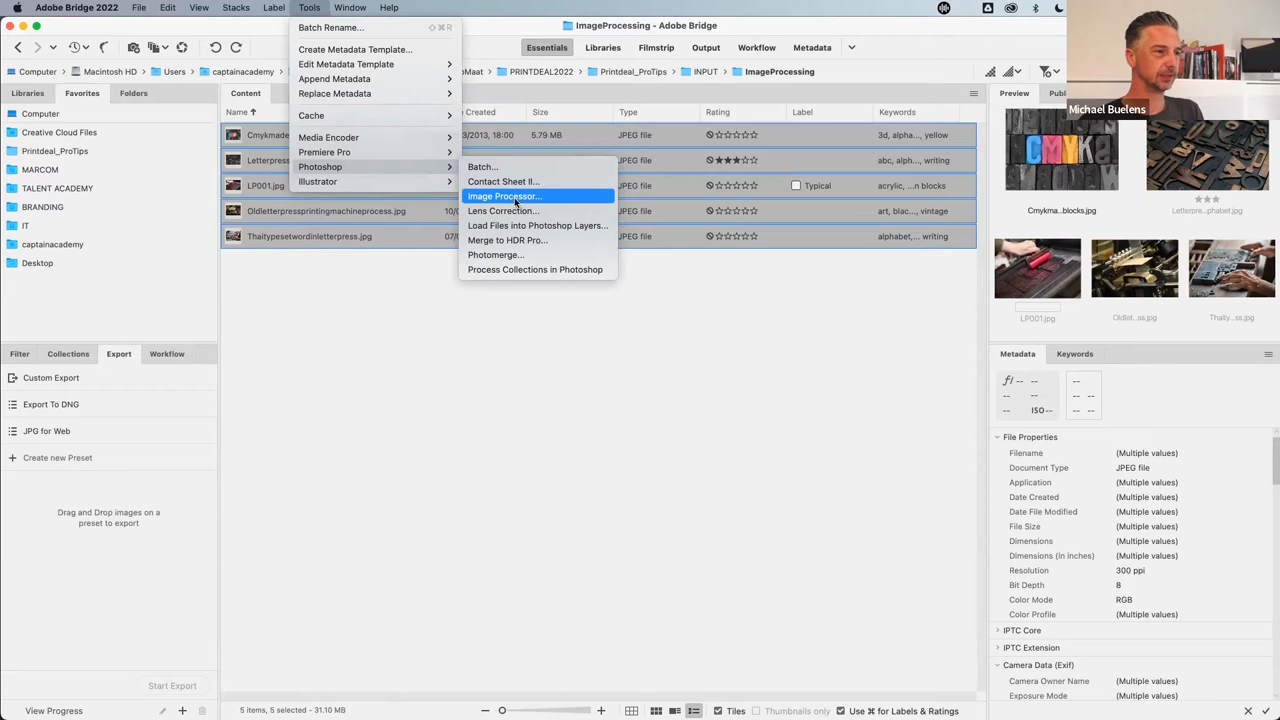 Adobe Bridge File Edit View Stacks Label Tools Window Help
ImageProcessing - Adobe Bridge
Essentials Libraries Filmstrip Output Workflow Metadata
Computer Macintosh HD Users captainacademy
oMaat PRINTDEAL2022 Printdeal_ProTips INPUT ImageProcessing
Michael Buelens
Libraries Favorites Folders
Computer
Creative Cloud Files
Printdeal_ProTips
MARCOM
TALENT ACADEMY
BRANDING
IT
captainacademy
Desktop
Filter Collections Export Workflow
Custom Export
Export To DNG
JPG for Web
Create new Preset
Drag and Drop images on a
preset to export
Start Export
View Progress
Content
Name Created Size Type Rating Label Keywords
Cmykmade 3/2013, 18:00 5.79 MB JPEG file 3d, alpha..., yellow
Letterpress JPEG file abc, alph..., writing
LP001.jpg JPEG file Typical acrylic, ...n blocks
Oldletterpressprintingmachineprocess.jpg 10/0 JPEG file art, blac..., vintage
Thaitypesetwordinletterpress.jpg 07/0 JPEG file alphabet, ... writing
Batch Rename... ⇧⌘R
Create Metadata Template...
Edit Metadata Template
Append Metadata
Replace Metadata
Cache
Media Encoder
Premiere Pro
Photoshop
Illustrator
Batch...
Contact Sheet II...
Image Processor...
Lens Correction...
Load Files into Photoshop Layers...
Merge to HDR Pro...
Photomerge...
Process Collections in Photoshop
5 items, 5 selected - 31.10 MB
Tiles Thumbnails only Use ⌘ for Labels & Ratings
Preview Publ
CMYK
Cmykma...blocks.jpg Letterpre...phabet.jpg
LP001.jpg Oldlet...ss.jpg Thaity...ss.jpg
Metadata Keywords
f/ -- -- --
-- -- -- --
-- ISO-- -- --
File Properties
Filename (Multiple values)
Document Type JPEG file
Application (Multiple values)
Date Created (Multiple values)
Date File Modified (Multiple values)
File Size (Multiple values)
Dimensions (Multiple values)
Dimensions (in inches) (Multiple values)
Resolution 300 ppi
Bit Depth 8
Color Mode RGB
Color Profile (Multiple values)
IPTC Core
IPTC Extension
Camera Data (Exif)
Camera Owner Name (Multiple values)
Exposure Mode (Multiple values)